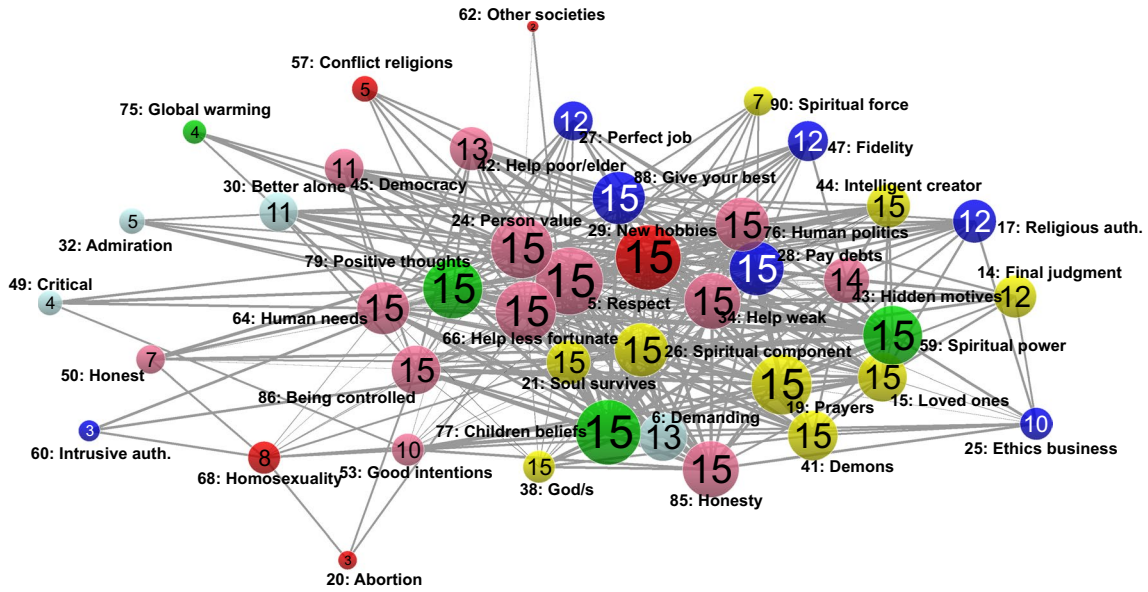 62: Other societies
2
57: Conflict religions
5
75: Global warming
4
7
90: Spiritual force
12
27: Perfect job
12
47: Fidelity
13
42: Help poor/elder
11
45: Democracy
30: Better alone
11
88: Give your best
15
44: Intelligent creator
15
5
32: Admiration
24: Person value
15
29: New hobbies
15
15
76: Human politics
12
17: Religious auth.
79: Positive thoughts
15
15
28: Pay debts
15
14
43: Hidden motives
14: Final judgment
12
49: Critical
4
5: Respect
15
34: Help weak
15
64: Human needs
15
66: Help less fortunate
15
26: Spiritual component
15
59: Spiritual power
15
7
50: Honest
15
86: Being controlled
21: Soul survives
15
19: Prayers
15
15: Loved ones
15
3
60: Intrusive auth.
77: Children beliefs
15
6: Demanding
13
41: Demons
15
10
25: Ethics business
8
68: Homosexuality
10
53: Good intentions
15
38: God/s
15
85: Honesty
3
20: Abortion